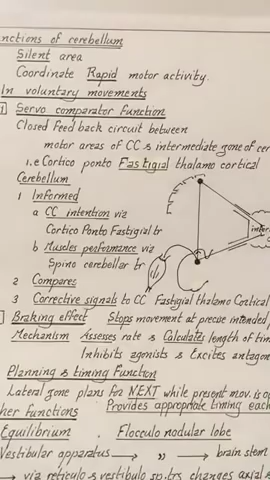 nctions of cerebellum
Silent area
Coordinate Rapid motor activity.
In voluntary movements
1 Servo comparator function
Closed feed back circuit between
motor areas of CC & intermediate zone of cer
i.e Cortico ponto Fastigial thalamo cortical
Cerebellum
1 Informed
a CC intention via
Cortico Ponto Fastigial tr
b Muscles performance via
Spino cerebellar tr
inter
2 Compares
3 Corrective signals to CC Fastigial Thalamo Cortical
Braking effect Stops movement at precise intended
Mechanism Assesses rate & Calculates length of tim
Inhibits agonists & Excites antagon
Planning & timing Function
Lateral zone plans for NEXT while present mov. is oc
her functions Provides appropriate timing each
Equilibrium. Flocculo nodular lobe
Vestibular apparatus → " → brain stem
→ via reticulo & vestibulo sp.trs changes axial &